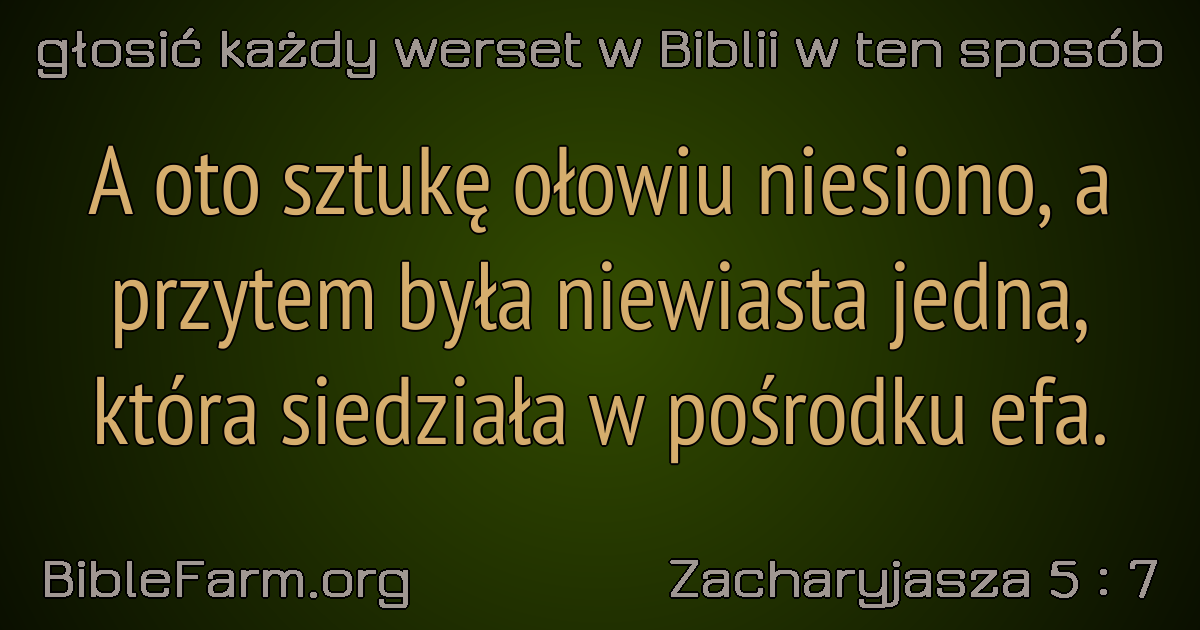 głosić każdy werset w Biblii w ten sposób
A oto sztukę ołowiu niesiono, a
przytem była niewiasta jedna,
która siedziała w pośrodku efa.
BibleFarm.org
Zacharyjasza 5 : 7